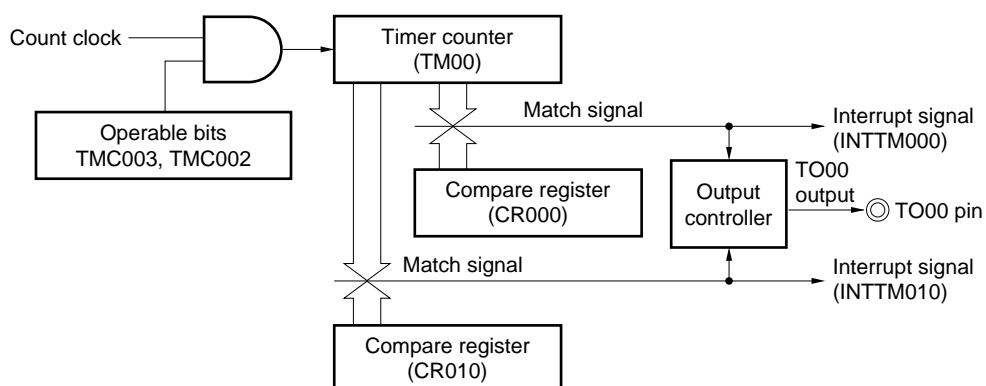 Count clock
Timer counter
(TM00)
Operable bits
TMC003, TMC002
Match signal
Interrupt signal
(INTTM000)
Compare register
(CR000)
Output
controller
TO00
output
TO00 pin
Match signal
Interrupt signal
(INTTM010)
Compare register
(CR010)